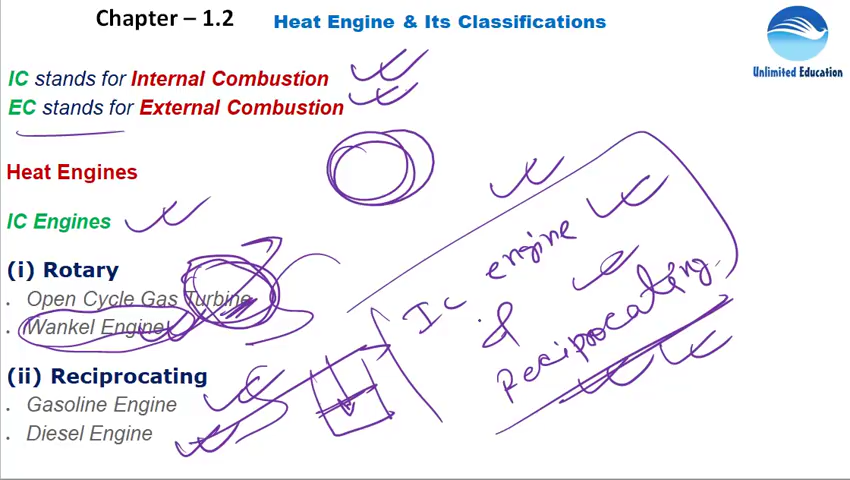 Chapter – 1.2
Heat Engine & Its Classifications
Unlimited Education
IC stands for Internal Combustion
EC stands for External Combustion
Heat Engines
IC Engines
(i) Rotary
. Open Cycle Gas Turbine
. Wankel Engine
(ii) Reciprocating
. Gasoline Engine
. Diesel Engine
IC engine
&
Reciprocating.